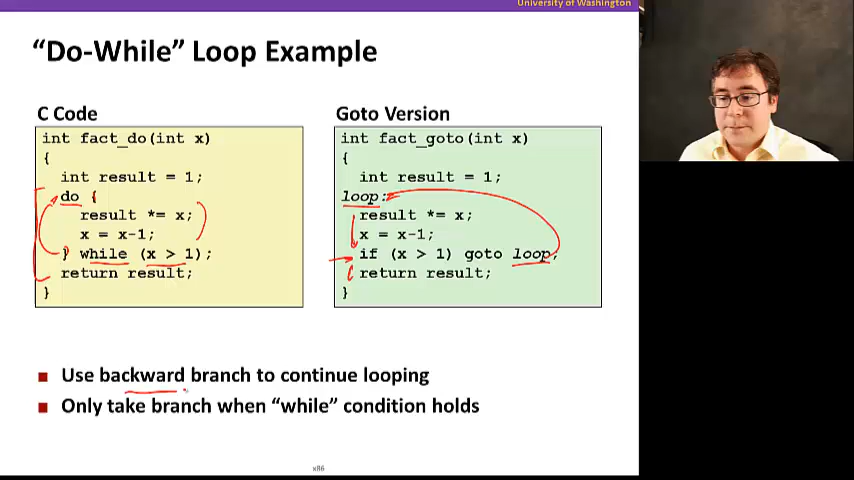 University of Washington
“Do-While” Loop Example
C Code
int fact_do(int x)
{
int result = 1;
do {
result *= x;
x = x-1;
} while (x > 1);
return result;
}
Goto Version
int fact_goto(int x)
{
int result = 1;
loop:
result *= x;
x = x-1;
if (x > 1) goto loop;
return result;
}
Use backward branch to continue looping
Only take branch when “while” condition holds
x86